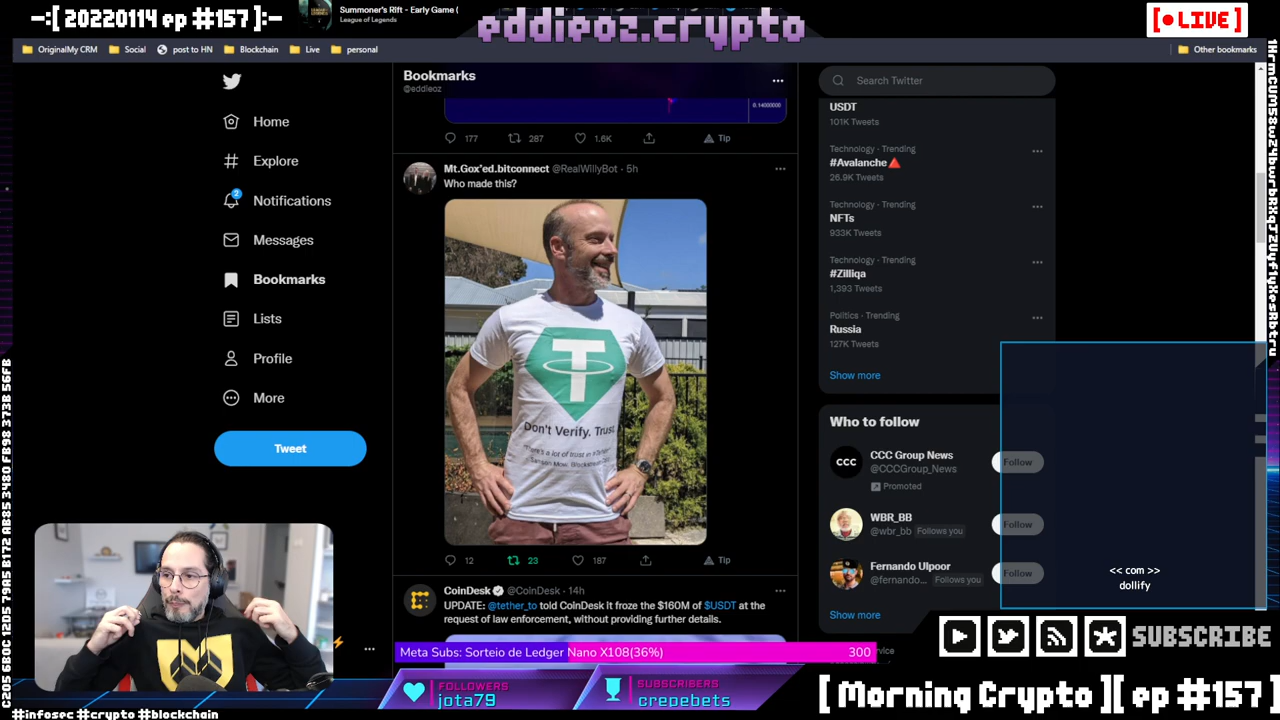 -:[ 20220114 ep #157 ]:-
Summoner's Rift - Early Game (
League of Legends
eddieoz.crypto
[ • LIVE ]
OriginalMy CRM
Social
post to HN
Blockchain
Live
personal
Other bookmarks
Home
Explore
2
Notifications
Messages
Bookmarks
Lists
Profile
More
Tweet
Bookmarks
@eddieoz
0.14000000
177
287
1.6K
Tip
Mt.Gox'ed.bitconnect @RealWillyBot · 5h
Who made this?
T
Don't Verify. Trust.
12
23
187
Tip
CoinDesk @CoinDesk · 14h
UPDATE: @tether_to told CoinDesk it froze the $160M of $USDT at the
request of law enforcement, without providing further details.
Search Twitter
USDT
101K Tweets
Technology · Trending
#Avalanche
26.9K Tweets
Technology · Trending
NFTs
933K Tweets
Technology · Trending
#Zilliqa
1,393 Tweets
Politics · Trending
Russia
127K Tweets
Show more
Who to follow
CCC
CCC Group News
@CCCGroup_News
Promoted
Follow
WBR_BB
@wbr_bb Follows you
Follow
Fernando Ulpoor
@fernando... Follows you
Follow
Show more
<< com >>
dollify
SUBSCRIBE
Meta Subs: Sorteio de Ledger Nano X108(36%)
300
FOLLOWERS
jota79
SUBSCRIBERS
crepebets
[ Morning Crypto ][ ep #157 ]
#infosec #crypto #blockchain